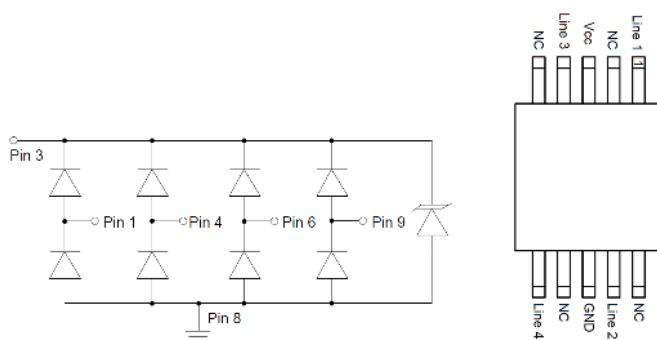 NC
Line 3
Vcc
NC
Line 1
1
Pin 3
Pin 1
Pin 4
Pin 6
Pin 9
Pin 8
Line 4
NC
GND
Line 2
NC